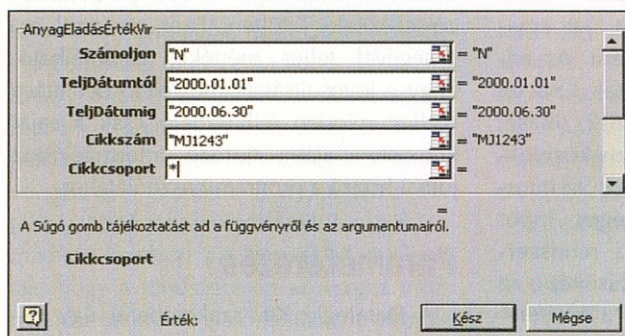 AnyagEladásÉrtékVir
Számoljon "N" = "N"
TeljDátumtól "2000.01.01" = "2000.01.01"
TeljDátumig "2000.06.30" = "2000.06.30"
Cikkszám "MJ1243" = "MJ1243"
Cikkcsoport * =
=
A Súgó gomb tájékoztatást ad a függvényről és az argumentumairól.
Cikkcsoport
? Érték: Kész Mégse